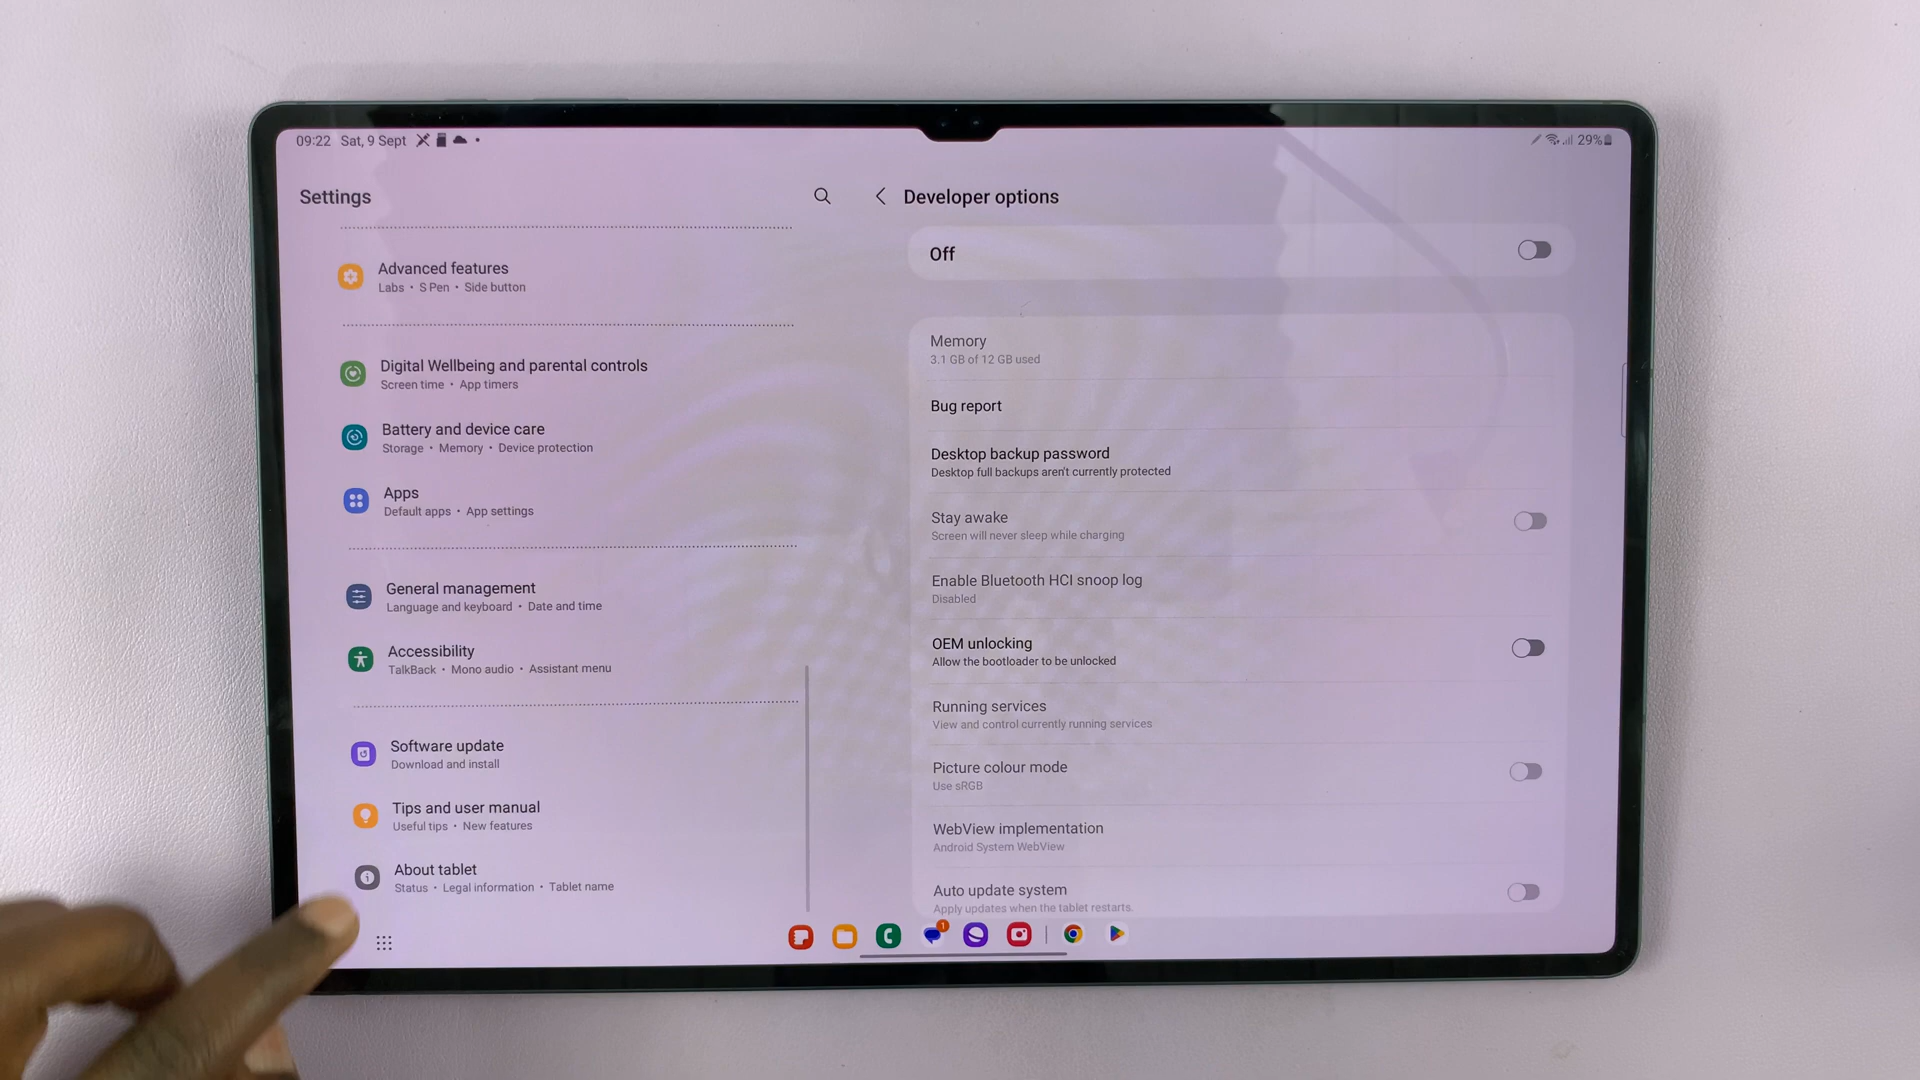 09:22 Sat, 9 Sept
29%
Settings
Advanced features
Labs • S Pen • Side button
Digital Wellbeing and parental controls
Screen time • App timers
Battery and device care
Storage • Memory • Device protection
Apps
Default apps • App settings
General management
Language and keyboard • Date and time
Accessibility
TalkBack • Mono audio • Assistant menu
Software update
Download and install
Tips and user manual
Useful tips • New features
About tablet
Status • Legal information • Tablet name
Developer options
Off
Memory
3.1 GB of 12 GB used
Bug report
Desktop backup password
Desktop full backups aren't currently protected
Stay awake
Screen will never sleep while charging
Enable Bluetooth HCI snoop log
Disabled
OEM unlocking
Allow the bootloader to be unlocked
Running services
View and control currently running services
Picture colour mode
Use sRGB
WebView implementation
Android System WebView
Auto update system
Apply updates when the tablet restarts.
1